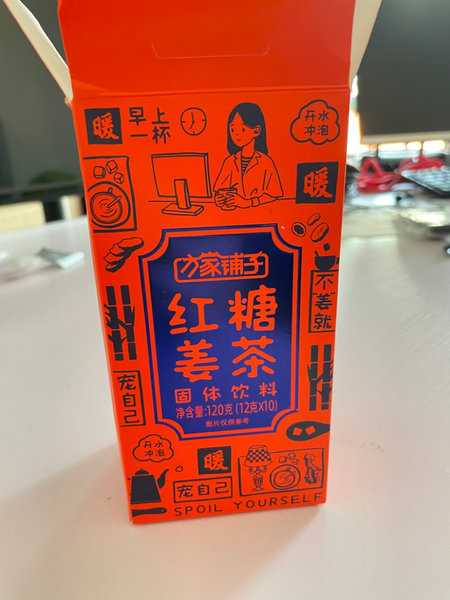 暖
早上
一杯
开水
冲泡
暖
方家铺子
不
"姜"
就
红糖
姜茶
固体饮料
净含量:120克 (12克X10)
图片仅供参考
宠自己
开水
冲泡
暖
宠自己
SPOIL YOURSELF